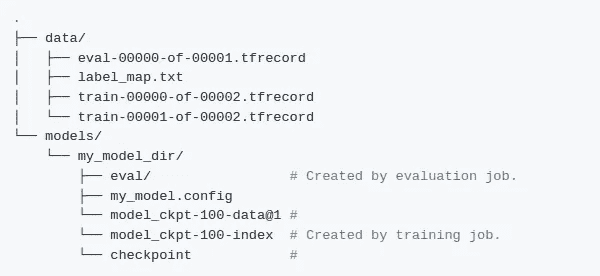 .
├── data/
│   ├── eval-00000-of-00001.tfrecord
│   ├── label_map.txt
│   ├── train-00000-of-00002.tfrecord
│   └── train-00001-of-00002.tfrecord
└── models/
    └── my_model_dir/
        ├── eval/                 # Created by evaluation job.
        ├── my_model.config
        └── model_ckpt-100-data@1 #
        └── model_ckpt-100-index  # Created by training job.
        └── checkpoint            #